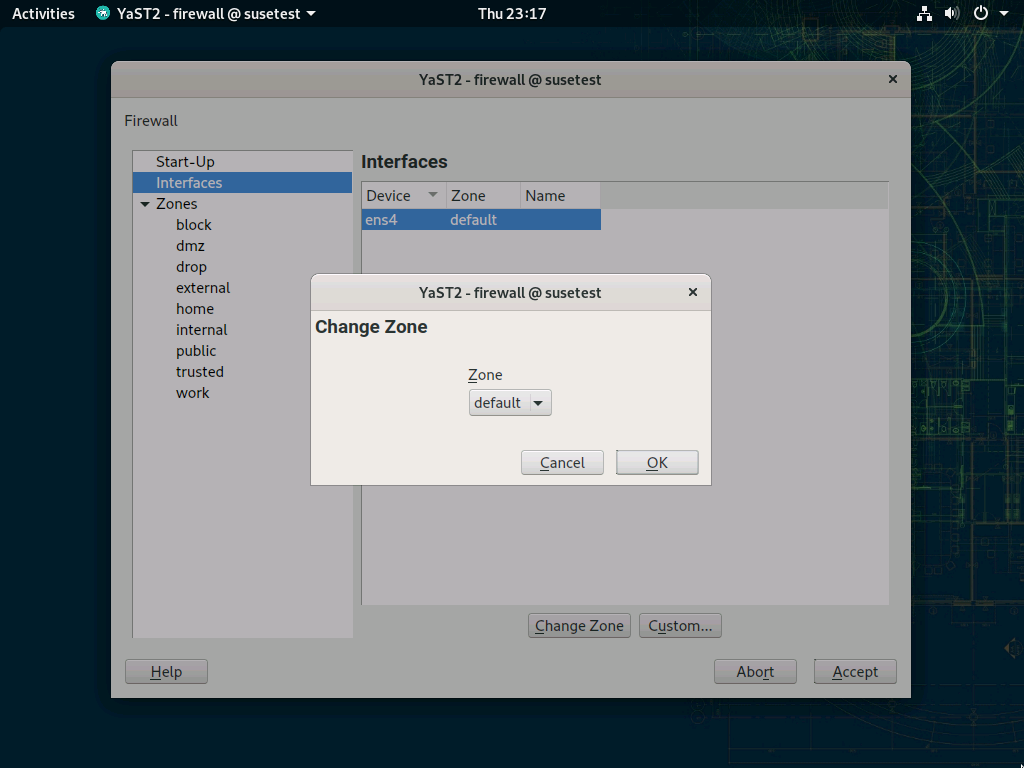 Activities YaST2 - firewall @ susetest Thu 23:17
YaST2 - firewall @ susetest
Firewall
Start-Up
Interfaces
Zones
block
dmz
drop
external
home
internal
public
trusted
work
Interfaces
Device Zone Name
ens4 default
YaST2 - firewall @ susetest
Change Zone
Zone
default
Cancel OK
Change Zone Custom...
Help Abort Accept